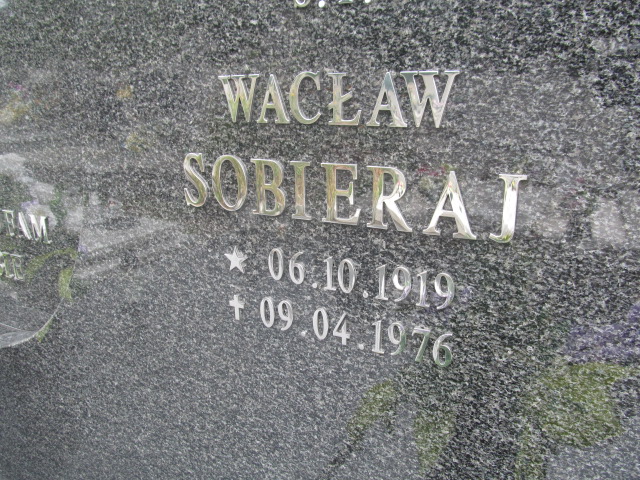 WACŁAW
SOBIERAJ
★ 06.10.1919
✝ 09.04.1976